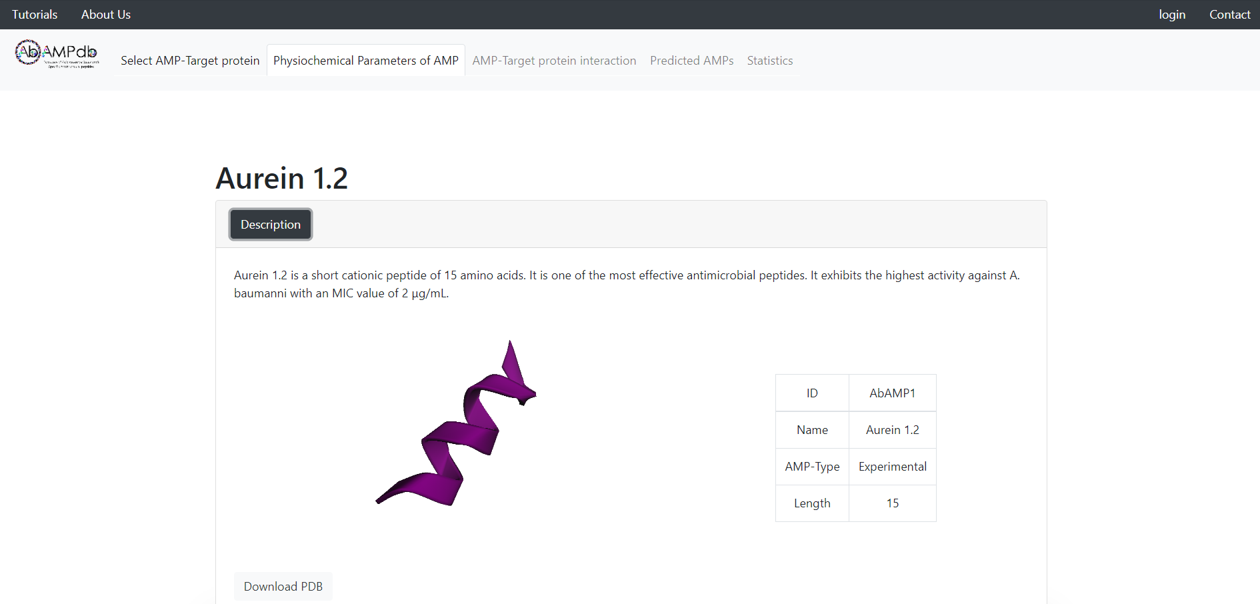 Tutorials About Us login Contact
AbAMPdb
Select AMP-Target protein Physiochemical Parameters of AMP AMP-Target protein interaction Predicted AMPs Statistics
Aurein 1.2
Description
Aurein 1.2 is a short cationic peptide of 15 amino acids. It is one of the most effective antimicrobial peptides. It exhibits the highest activity against A.
baumanni with an MIC value of 2 µg/mL.
ID AbAMP1
Name Aurein 1.2
AMP-Type Experimental
Length 15
Download PDB